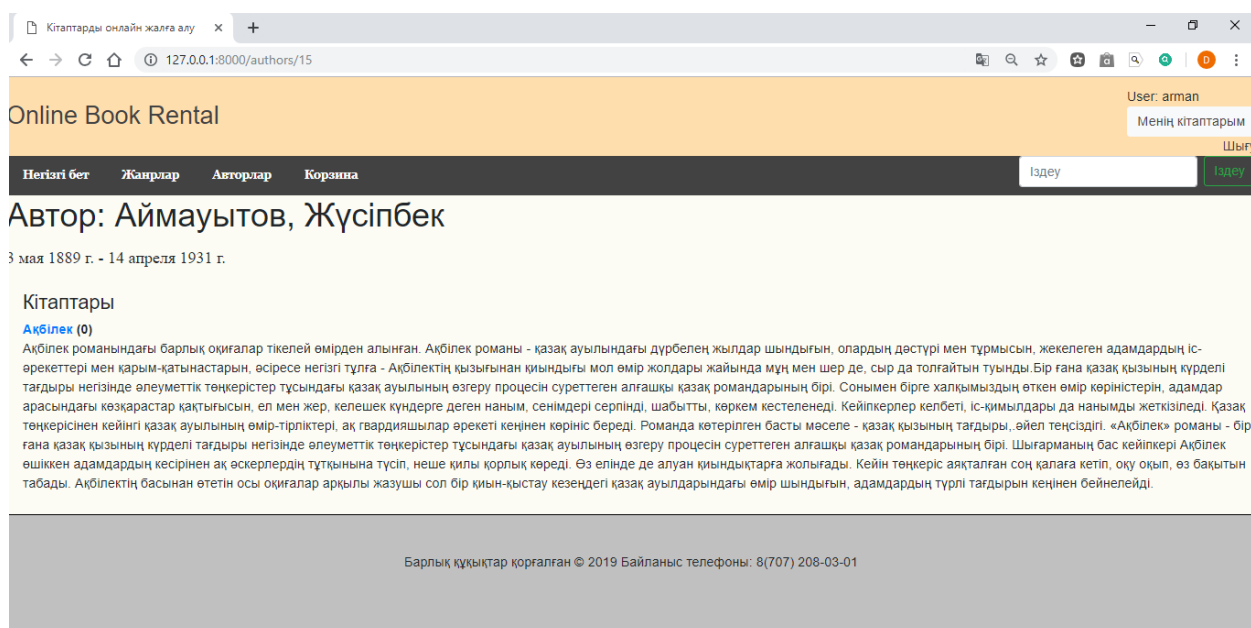 Кітаптарды онлайн жалға алу
127.0.0.1:8000/authors/15
Online Book Rental
User: arman
Менің кітаптарым
Шығу
Негізгі бет Жанрлар Авторлар Корзина
Іздеу
Іздеу
Автор: Аймауытов, Жүсіпбек
3 мая 1889 г. - 14 апреля 1931 г.
Кітаптары
Ақбілек (0)
Ақбілек романындағы барлық оқиғалар тікелей өмірден алынған. Ақбілек романы - қазақ ауылындағы дүрбелең жылдар шындығын, олардың дәстүрі мен тұрмысын, жекелеген адамдардың іс-
әрекеттері мен қарым-қатынастарын, әсіресе негізгі тұлға - Ақбілектің қызығынан қиындығы мол өмір жолдары жайында мұң мен шер де, сыр да толғайтын туынды.Бір ғана қазақ қызының күрделі
тағдыры негізінде әлеуметтік төңкерістер тұсындағы қазақ ауылының өзгеру процесін суреттеген алғашқы қазақ романдарының бірі. Сонымен бірге халқымыздың өткен өмір көріністерін, адамдар
арасындағы көзқарастар қақтығысын, ел мен жер, келешек күндерге деген наным, сенімдері серпінді, шабытты, көркем кестеленеді. Кейіпкерлер келбеті, іс-қимылдары да нанымды жеткізіледі. Қазақ
төңкерісінен кейінгі қазақ ауылының өмір-тірліктері, ақ гвардияшылар әрекеті кеңінен көрініс береді. Романда көтерілген басты мәселе - қазақ қызының тағдыры,.әйел теңсіздігі. «Ақбілек» романы - бір
ғана қазақ қызының күрделі тағдыры негізінде әлеуметтік төңкерістер тұсындағы қазақ ауылының өзгеру процесін суреттеген алғашқы қазақ романдарының бірі. Шығарманың бас кейіпкері Ақбілек
өшіккен адамдардың кесірінен ақ әскерлердің тұтқынына түсіп, неше қилы қорлық көреді. Өз елінде де алуан қиындықтарға жолығады. Кейін төңкеріс аяқталған соң қалаға кетіп, оқу оқып, өз бақытын
табады. Ақбілектің басынан өтетін осы оқиғалар арқылы жазушы сол бір қиын-қыстау кезеңдегі қазақ ауылдарындағы өмір шындығын, адамдардың түрлі тағдырын кеңінен бейнелейді.
Барлық құқықтар қорғалған © 2019 Байланыс телефоны: 8(707) 208-03-01